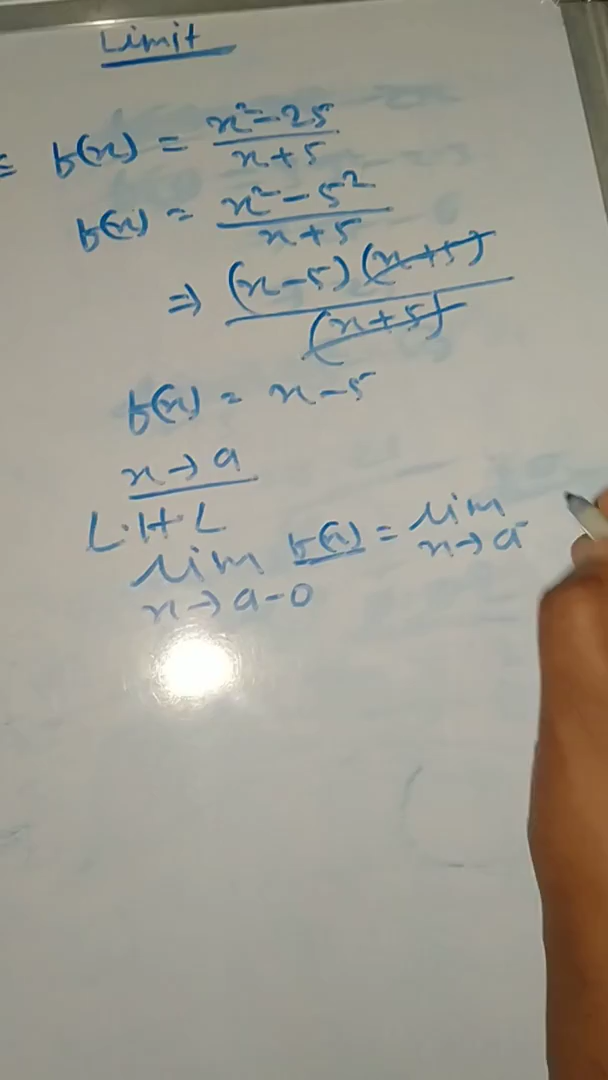 Limit
= f(x) = x²-25 / x+5
f(x) = x² - 5² / x+5
⇒ (x-5)(x+5) / (x+5)
f(x) = x-5
x→a
L.H.L
lim f(x) = lim
x→a-0 x→a⁻